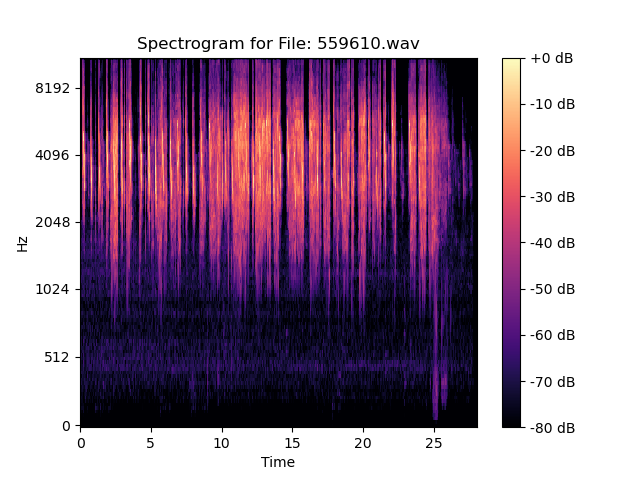 Spectrogram for File: 559610.wav
+0 dB
8192
-10 dB
4096
-20 dB
2048
-30 dB
Hz
-40 dB
1024
-50 dB
512
-60 dB
-70 dB
0
-80 dB
0 5 10 15 20 25
Time